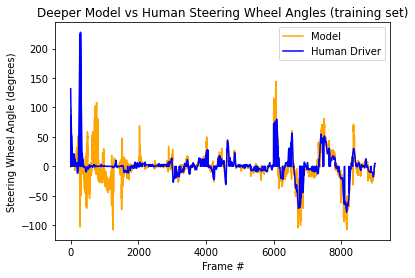 Deeper Model vs Human Steering Wheel Angles (training set)
Model
Human Driver
Steering Wheel Angle (degrees)
200
150
100
50
0
−50
−100
0 2000 4000 6000 8000
Frame #